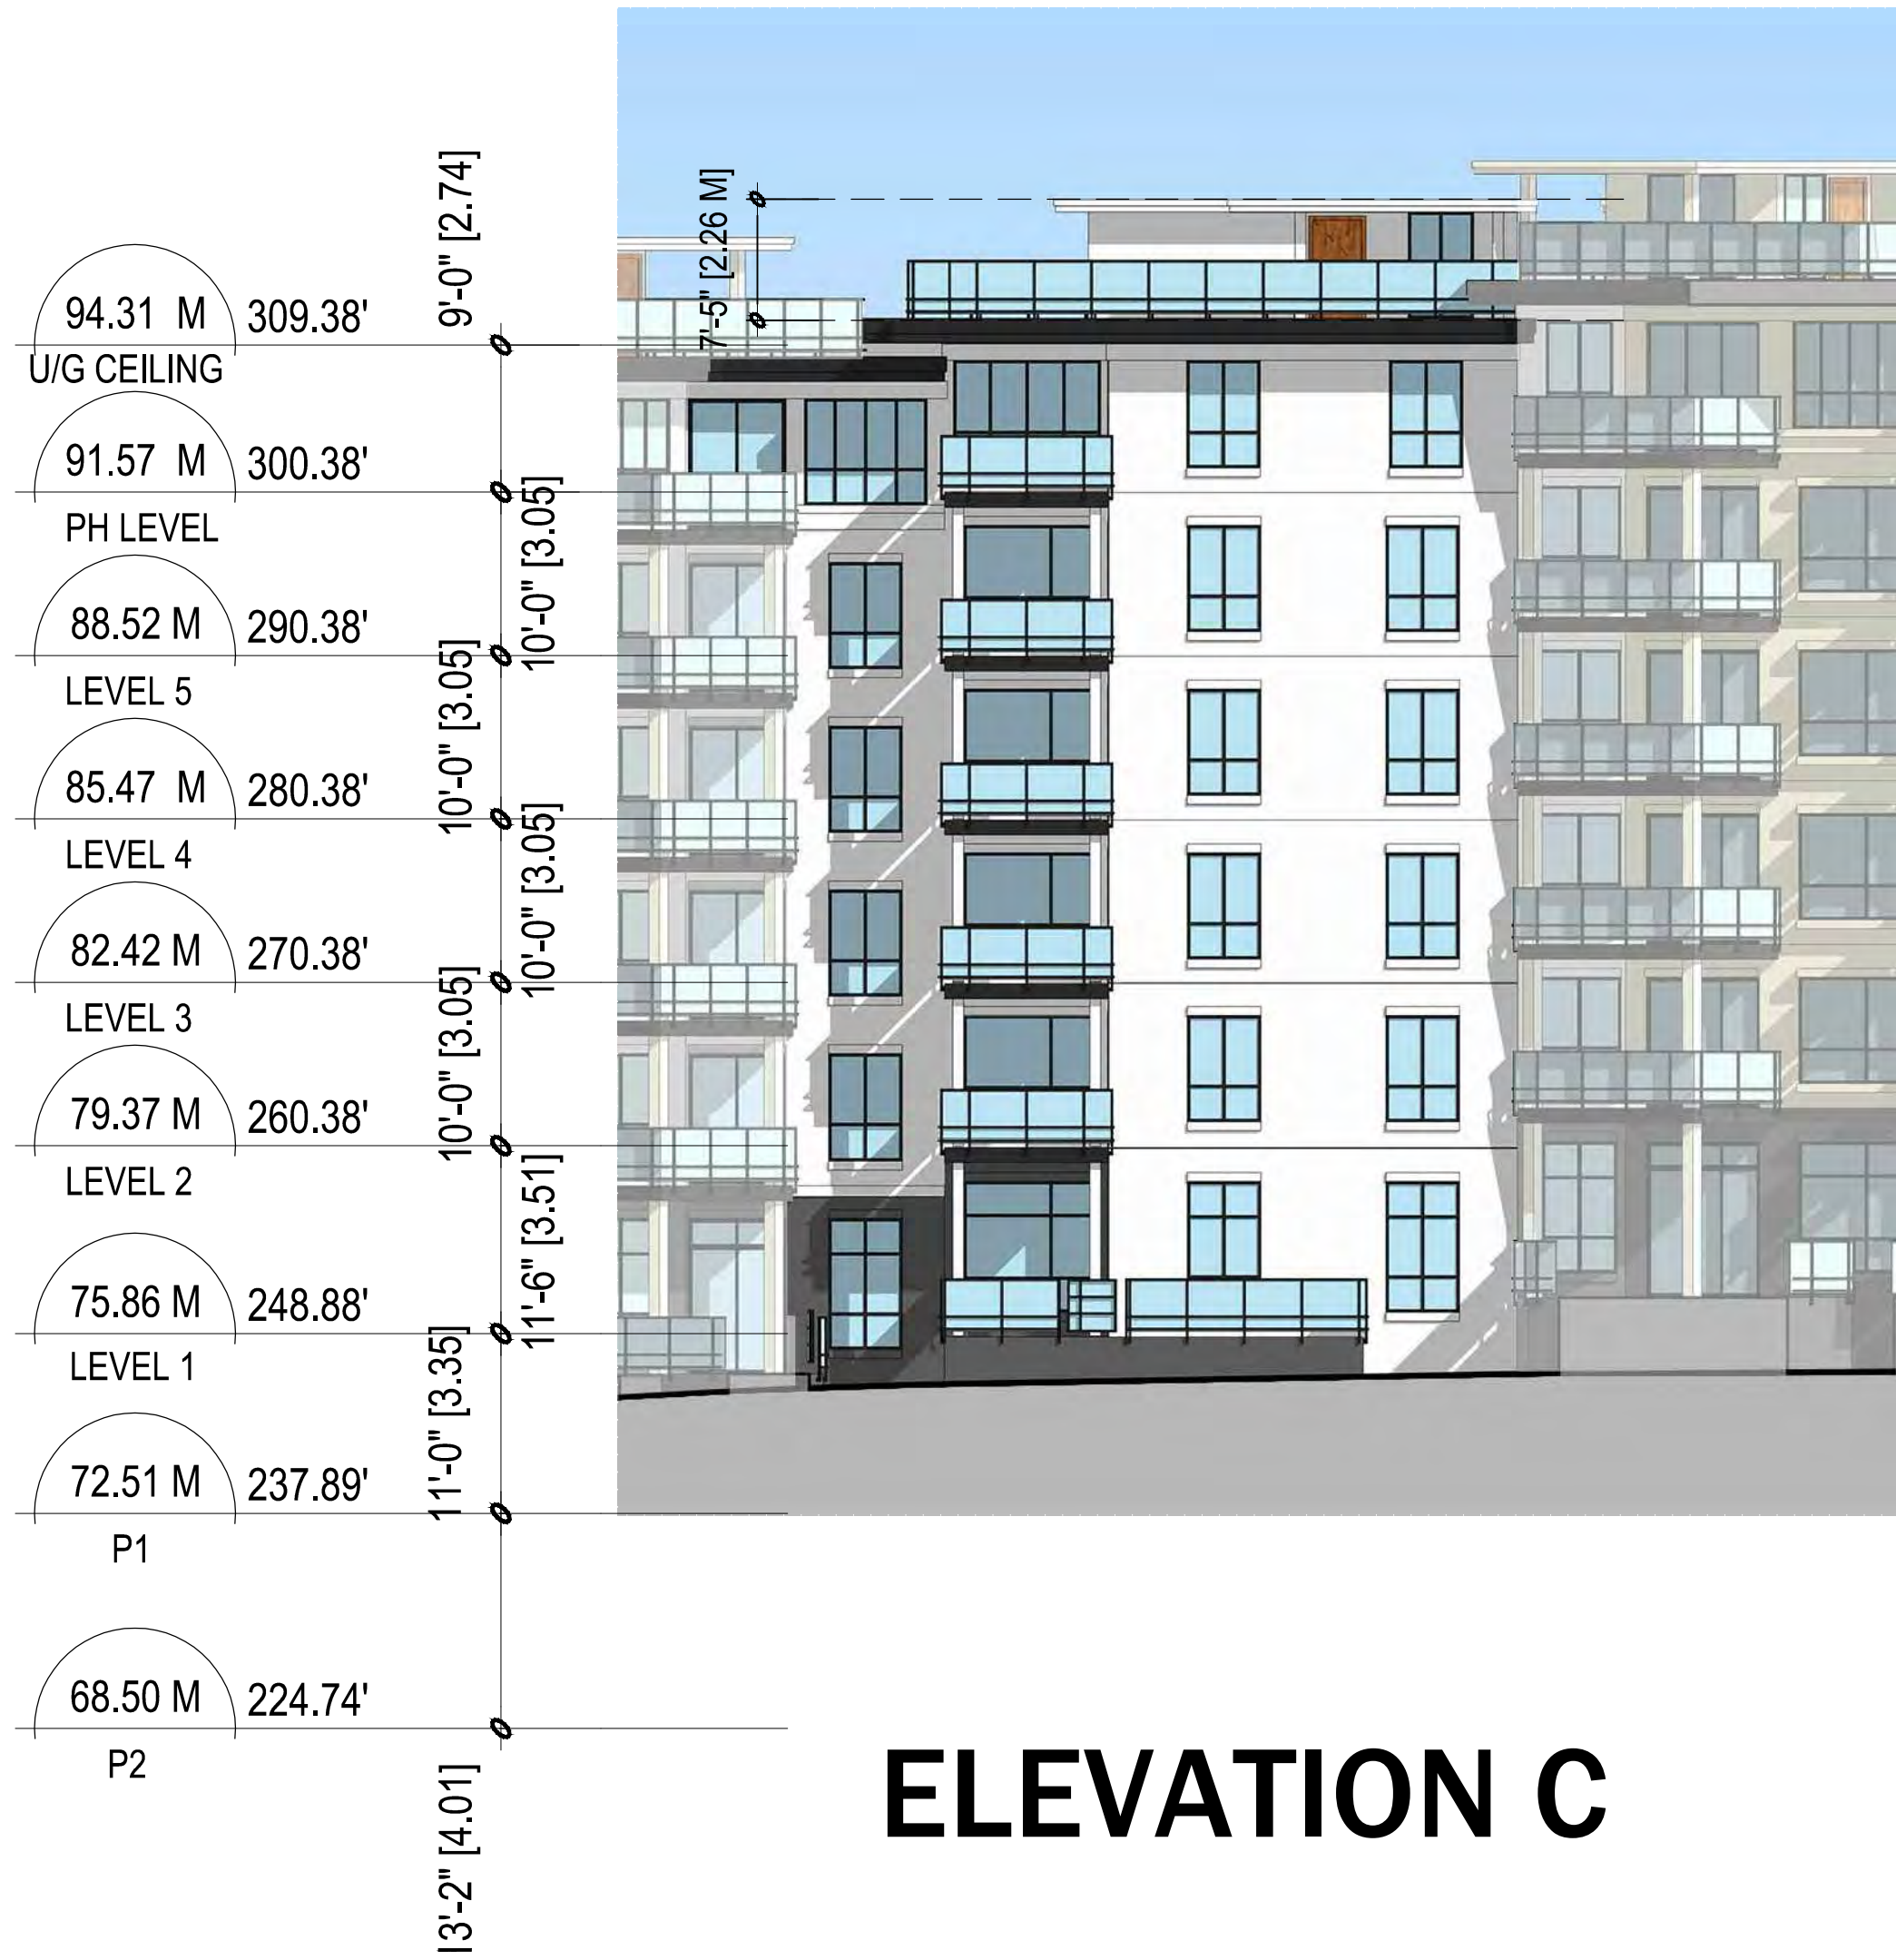 9'-0" [2.74]
7'-5" [2.26 M]
94.31 M 309.38'
U/G CEILING
91.57 M 300.38'
PH LEVEL
10'-0" [3.05]
88.52 M 290.38'
LEVEL 5
10'-0" [3.05]
85.47 M 280.38'
LEVEL 4
10'-0" [3.05]
82.42 M 270.38'
LEVEL 3
10'-0" [3.05]
79.37 M 260.38'
LEVEL 2
11'-6" [3.51]
75.86 M 248.88'
LEVEL 1
11'-0" [3.35]
72.51 M 237.89'
P1
68.50 M 224.74'
P2
13'-2" [4.01]
ELEVATION C